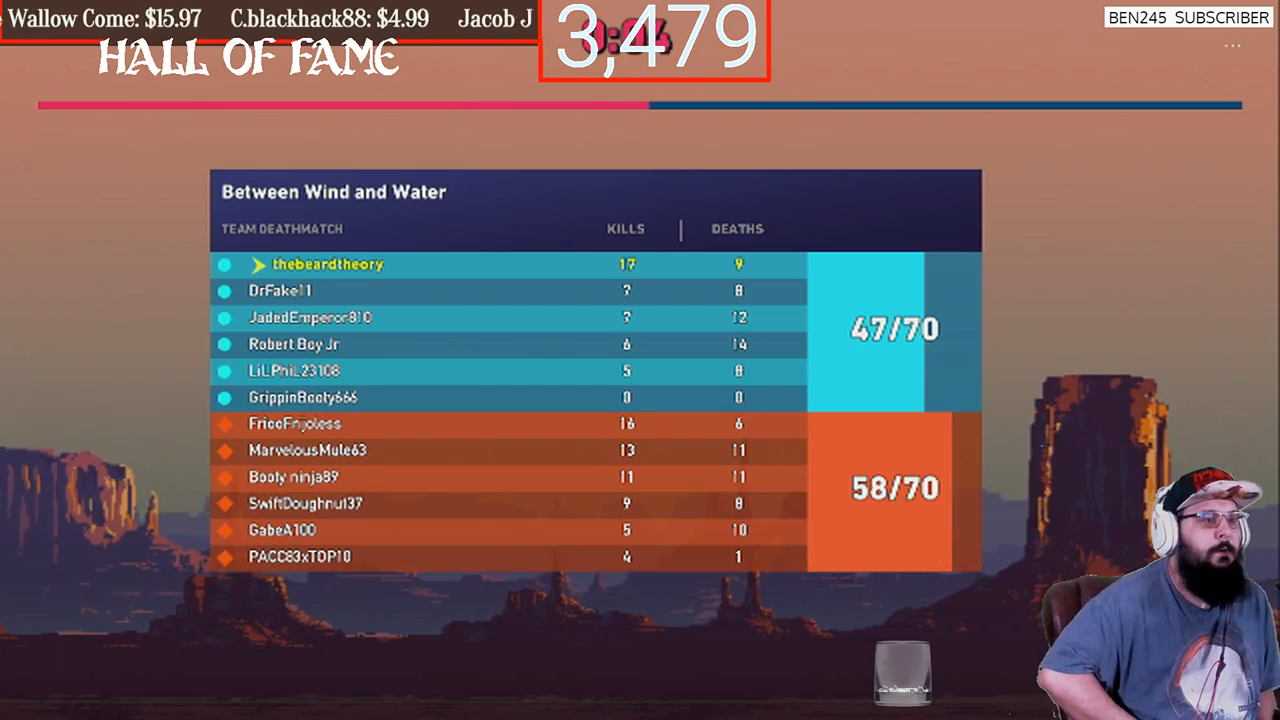 Wallow Come: $15.97 C.blackhack88: $4.99 Jacob J
3,479
BEN245 SUBSCRIBER
HALL OF FAME
Between Wind and Water
TEAM DEATHMATCH KILLS | DEATHS
thebeardtheory 17 9
DrFake11 7 8
JadedEmperor810 7 12
Robert Boy Jr 6 14
LiLPhiL23108 5 8
GrippinBooty666 0 0
47/70
FricoFrijoless 16 6
MarvelousMule63 13 11
Booty ninja89 11 11
SwiftDoughnut37 9 8
GabeA100 5 10
PACC83xTOP10 4 1
58/70